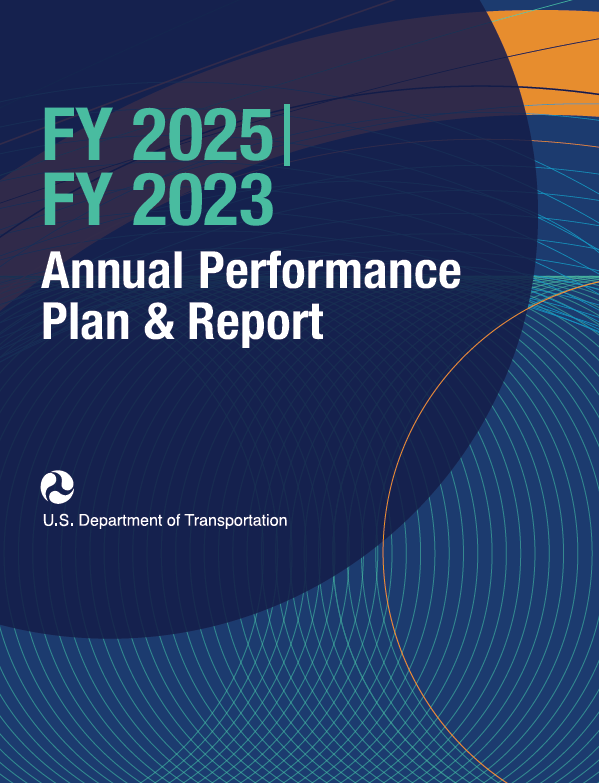 FY 2025|
FY 2023
Annual Performance
Plan & Report
U.S. Department of Transportation